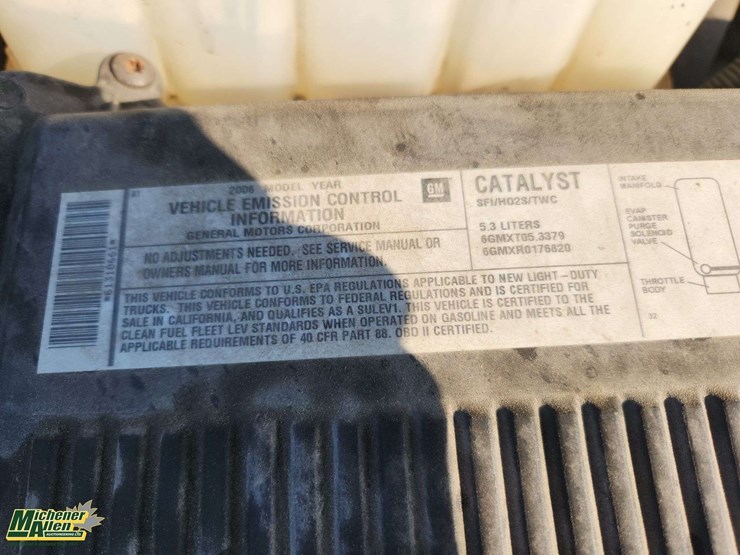 2006 MODEL YEAR
VEHICLE EMISSION CONTROL
INFORMATION
GENERAL MOTORS CORPORATION
GM
NO ADJUSTMENTS NEEDED. SEE SERVICE MANUAL OR
OWNERS MANUAL FOR MORE INFORMATION.
CATALYST
SFI/HO2S/TWC
5.3 LITERS
6GMXT05.3379
6GMXR0176820
THIS VEHICLE CONFORMS TO U.S. EPA REGULATIONS APPLICABLE TO NEW LIGHT-DUTY
TRUCKS. THIS VEHICLE CONFORMS TO FEDERAL REGULATIONS AND IS CERTIFIED FOR
SALE IN CALIFORNIA, AND QUALIFIES AS A SULEV1. THIS VEHICLE IS CERTIFIED TO
CLEAN FUEL FLEET LEV STANDARDS WHEN OPERATED ON GASOLINE AND MEETS ALL THE
APPLICABLE REQUIREMENTS OF 40 CFR PART 88. OBD II CERTIFIED.
INTAKE
MANIFOLD
EVAP
CANISTER
PURGE
SOLENOID
VALVE
THROTTLE
BODY
Michener
Allen
AUCTIONEERING LTD.